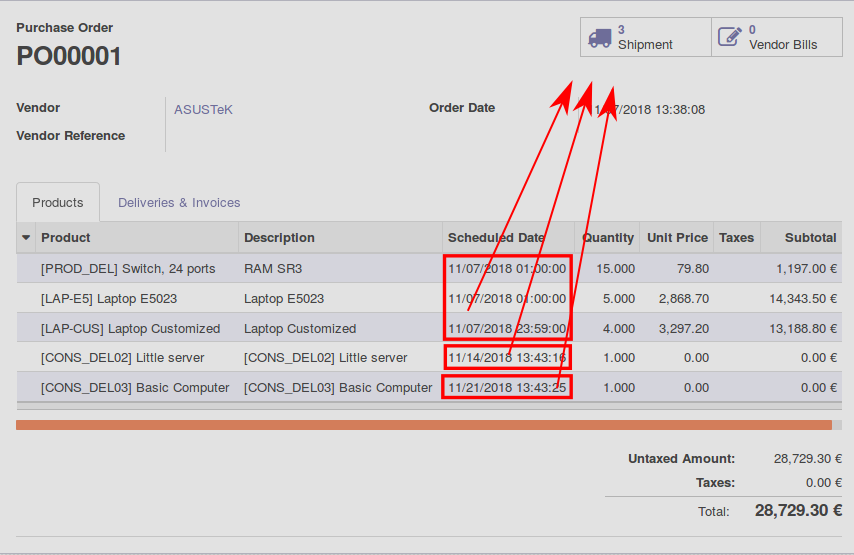 Purchase Order
PO00001
3
Shipment
0
Vendor Bills
Vendor ASUSTeK Order Date 13:38:08
Vendor Reference
Products Deliveries & Invoices
Product Description Scheduled Date Quantity Unit Price Taxes Subtotal
[PROD_DEL] Switch, 24 ports RAM SR3 11/07/2018 01:00:00 15.000 79.80 1,197.00 €
[LAP-E5] Laptop E5023 Laptop E5023 11/07/2018 01:00:00 5.000 2,868.70 14,343.50 €
[LAP-CUS] Laptop Customized Laptop Customized 11/07/2018 23:59:00 4.000 3,297.20 13,188.80 €
[CONS_DEL02] Little server [CONS_DEL02] Little server 11/14/2018 13:43:16 1.000 0.00 0.00 €
[CONS_DEL03] Basic Computer [CONS_DEL03] Basic Computer 11/21/2018 13:43:25 1.000 0.00 0.00 €
Untaxed Amount: 28,729.30 €
Taxes: 0.00 €
Total: 28,729.30 €